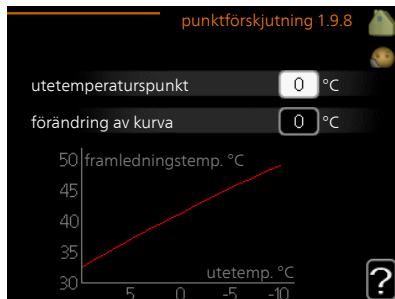 punktförskjutning 1.9.8
utetemperaturspunkt 0 °C
förändring av kurva 0 °C
50 framledningstemp. °C
45
40
35
utetemp. °C
30
5 0 -5 -10
?